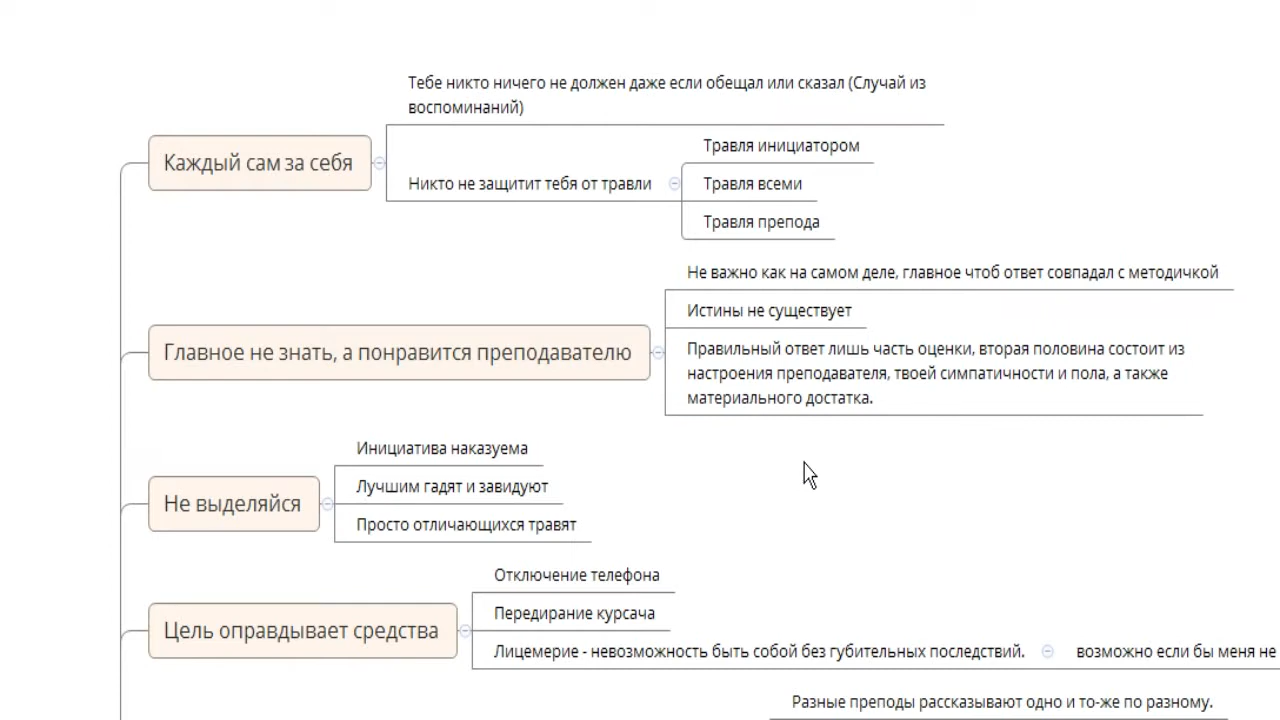 Тебе никто ничего не должен даже если обещал или сказал (Случай из
воспоминаний)
Каждый сам за себя
Никто не защитит тебя от травли
Травля инициатором
Травля всеми
Травля препода
Главное не знать, а понравится преподавателю
Не важно как на самом деле, главное чтоб ответ совпадал с методичкой
Истины не существует
Правильный ответ лишь часть оценки, вторая половина состоит из
настроения преподавателя, твоей симпатичности и пола, а также
материального достатка.
Не выделяйся
Инициатива наказуема
Лучшим гадят и завидуют
Просто отличающихся травят
Цель оправдывает средства
Отключение телефона
Передирание курсача
Лицемерие - невозможность быть собой без губительных последствий.
возможно если бы меня не
Разные преподы рассказывают одно и то-же по разному.